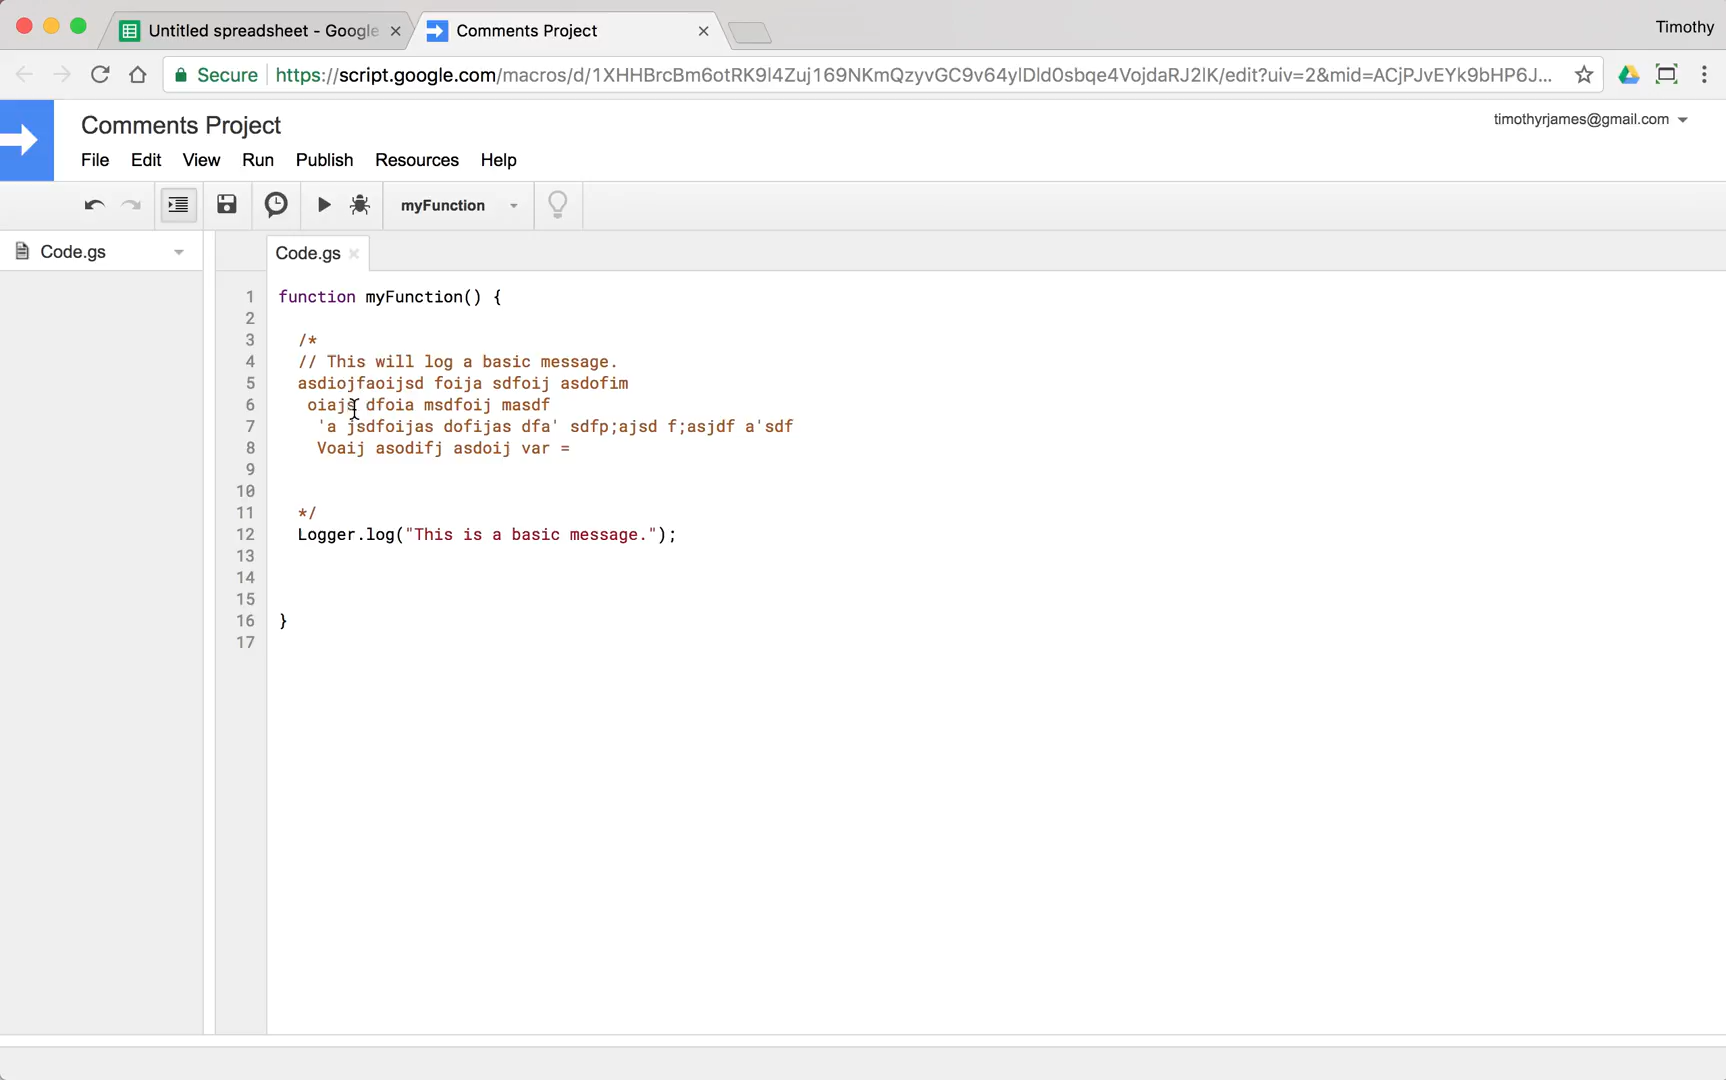 Untitled spreadsheet - Google
Comments Project
Timothy
Secure
https://script.google.com/macros/d/1XHHBrcBm6otRK9I4Zuj169NKmQzyvGC9v64ylDld0sbqe4VojdaRJ2lK/edit?uiv=2&mid=ACjPJvEYk9bHP6J...
Comments Project
timothyrjames@gmail.com
File Edit View Run Publish Resources Help
myFunction
Code.gs
Code.gs
1 function myFunction() {
2
3 /*
4 // This will log a basic message.
5 asdiojfaoijsd foija sdfoij asdofim
6 oiajs dfoia msdfoij masdf
7 'a jsdfoijas dofijas dfa' sdfp;ajsd f;asjdf a'sdf
8 Voaij asodifj asdoij var =
9
10
11 */
12 Logger.log("This is a basic message.");
13
14
15
16 }
17